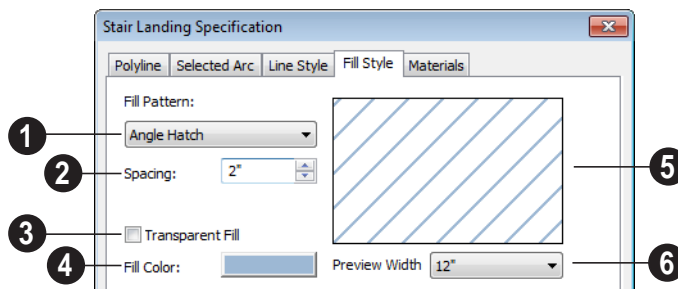 Stair Landing Specification
Polyline Selected Arc Line Style Fill Style Materials
Fill Pattern:
1 Angle Hatch
2 Spacing: 2"
5
3 Transparent Fill
4 Fill Color: Preview Width 12" 6